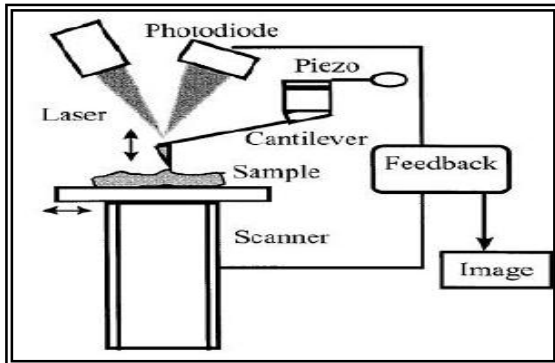 Photodiode
Piezo
Laser
Cantilever
Sample
Feedback
Scanner
Image